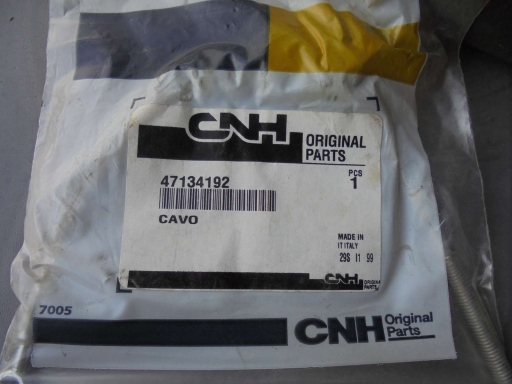 CNH
ORIGINAL
PARTS
47134192
PCS
1
CAVO
MADE IN
IT ITALY
29S I1 99
CNH ORIGINAL
PARTS
7005
CNH Original
Parts